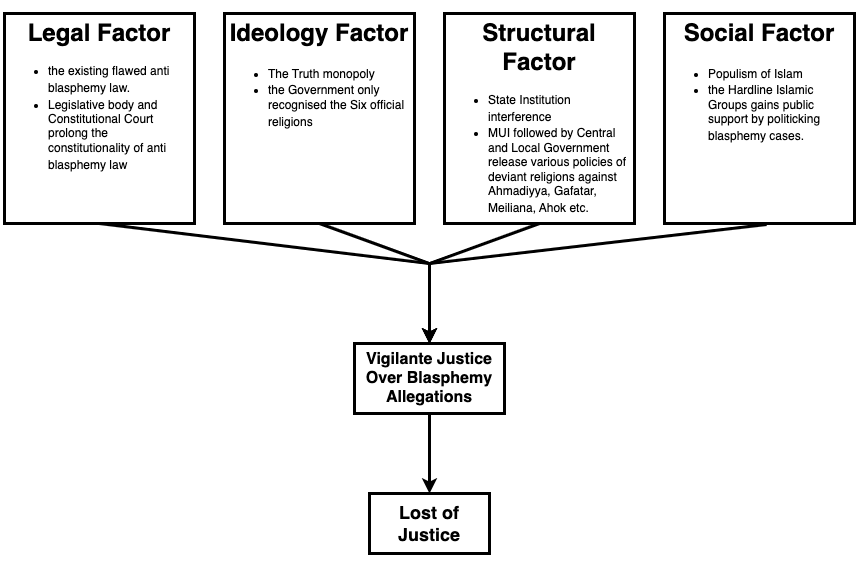 Legal Factor
• the existing flawed anti
blasphemy law.
• Legislative body and
Constitutional Court
prolong the
constitutionality of anti
blasphemy law
Ideology Factor
• The Truth monopoly
• the Government only
recognised the Six official
religions
Structural
Factor
• State Institution
interference
• MUI followed by Central
and Local Government
release various policies of
deviant religions against
Ahmadiyya, Gafatar,
Meiliana, Ahok etc.
Social Factor
• Populism of Islam
• the Hardline Islamic
Groups gains public
support by politicking
blasphemy cases.
Vigilante Justice
Over Blasphemy
Allegations
Lost of
Justice